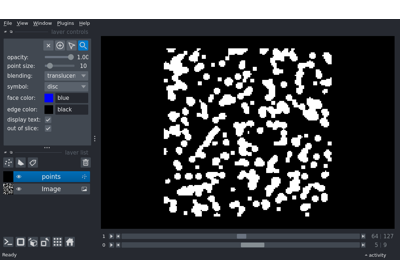 File View Window Plugins Help
layer controls
opacity: 1.00
point size: 10
blending: translucen
symbol: disc
face color: blue
edge color: black
display text:
out of slice:
layer list
points
Image
1 64 127
0 5 9
Ready activity